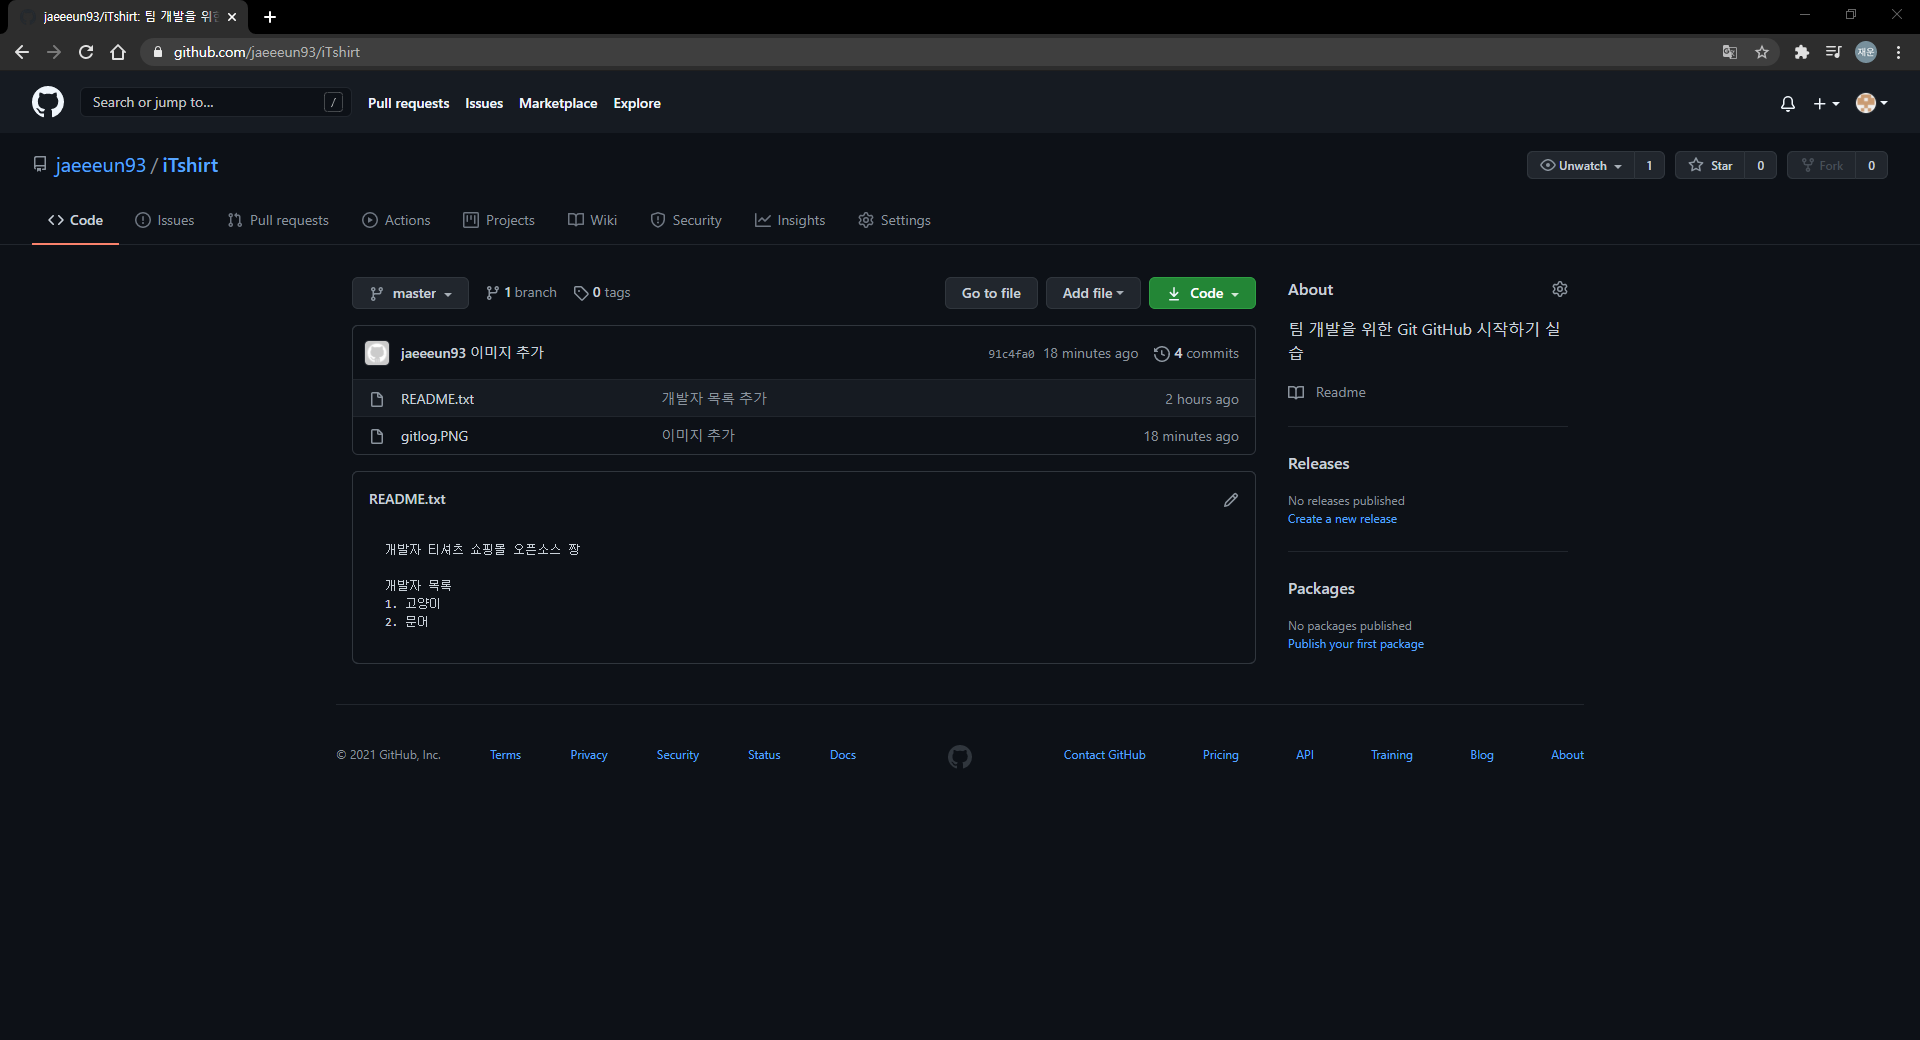 jaeeeun93/iTshirt: 팀 개발을 위한
github.com/jaeeeun93/iTshirt
재운
Search or jump to... /
Pull requests Issues Marketplace Explore
jaeeeun93 / iTshirt
Unwatch 1 Star 0 Fork 0
Code Issues Pull requests Actions Projects Wiki Security Insights Settings
master 1 branch 0 tags Go to file Add file Code
jaeeeun93 이미지 추가 91c4fa0 18 minutes ago 4 commits
README.txt 개발자 목록 추가 2 hours ago
gitlog.PNG 이미지 추가 18 minutes ago
README.txt
개발자 티셔츠 쇼핑몰 오픈소스 짱
개발자 목록
1. 고양이
2. 문어
About
팀 개발을 위한 Git GitHub 시작하기 실
습
Readme
Releases
No releases published
Create a new release
Packages
No packages published
Publish your first package
© 2021 GitHub, Inc. Terms Privacy Security Status Docs Contact GitHub Pricing API Training Blog About